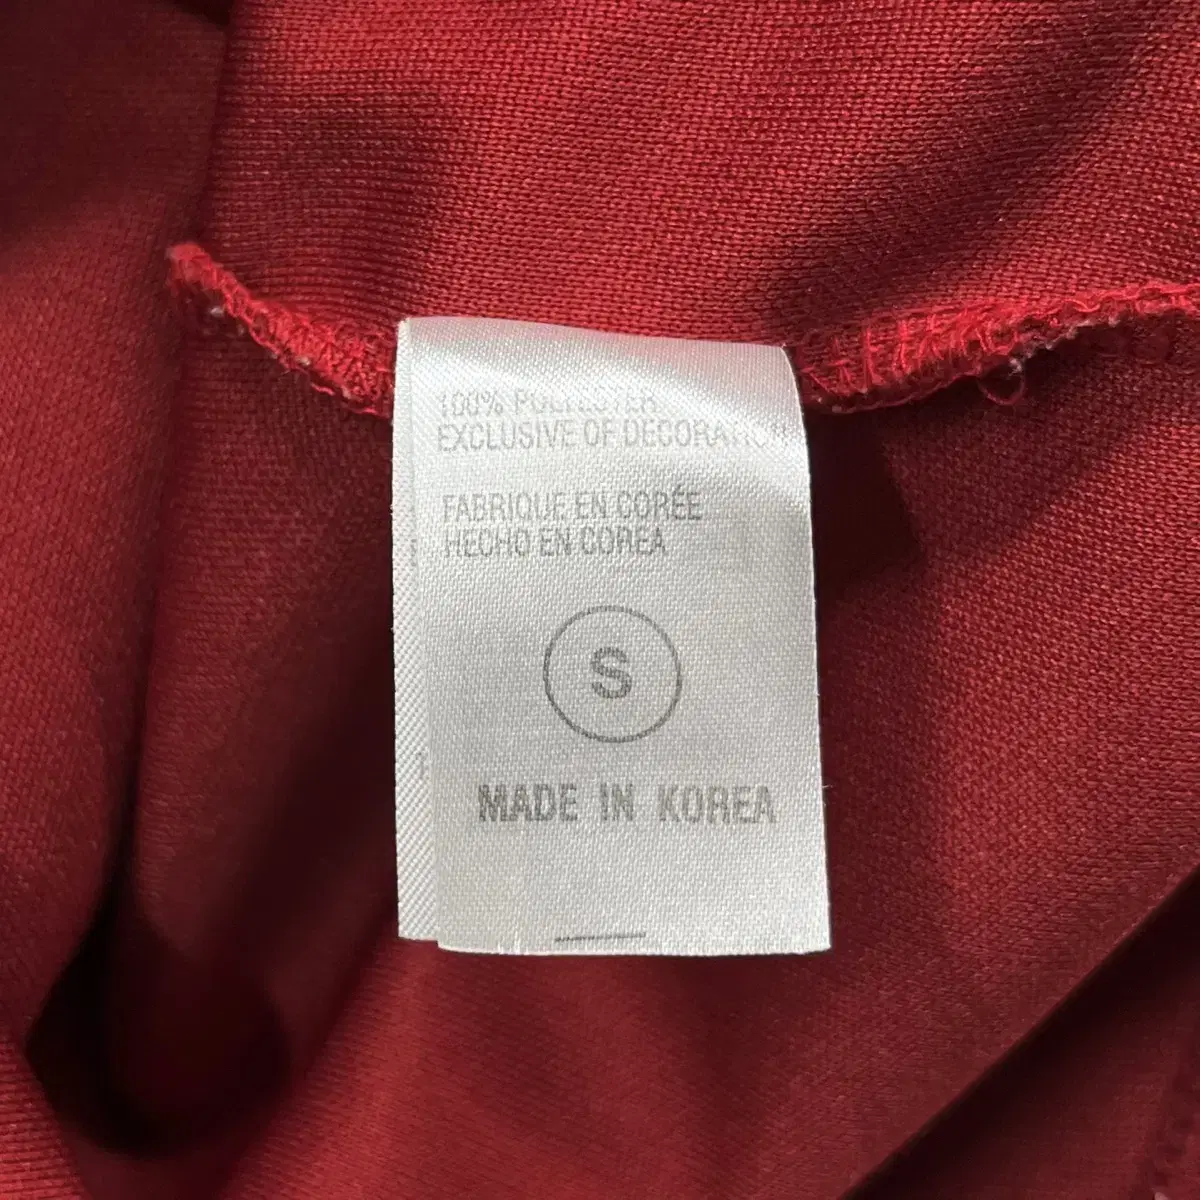 100% POLYESTER
EXCLUSIVE OF DECORATION
FABRIQUE EN CORÉE
HECHO EN COREA
S
MADE IN KOREA